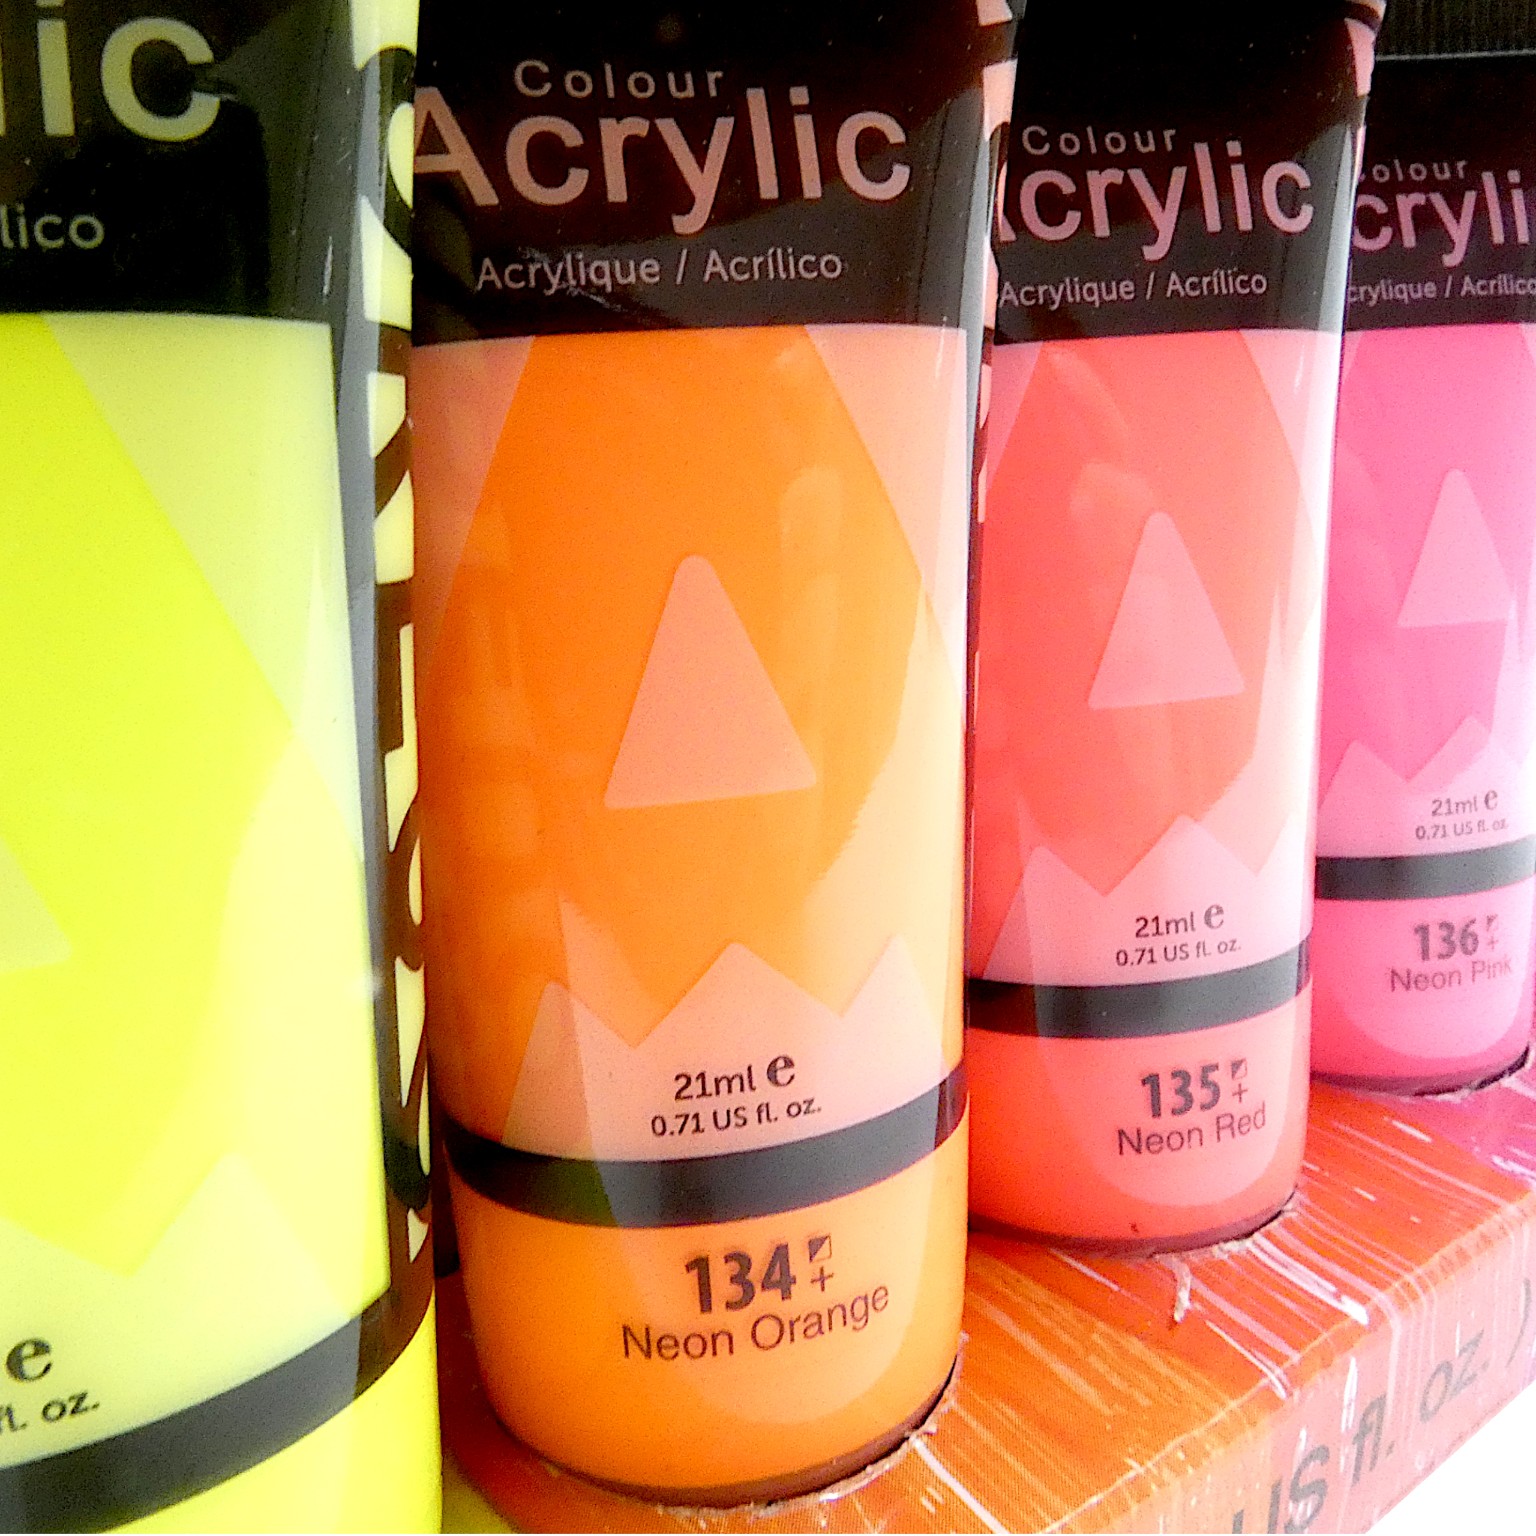 lic
lico
e
fl. oz.
Colour
Acrylic
Acrylique / Acrílico
21ml e
0.71 US fl. oz.
134 +
Neon Orange
Colour
crylic
Acrylique / Acrílico
21ml e
0.71 US fl. oz.
135 +
Neon Red
olour
cryli
crylique / Acrílico
21ml e
0.71 US fl. oz.
136 +
Neon Pink
US fl. oz. )